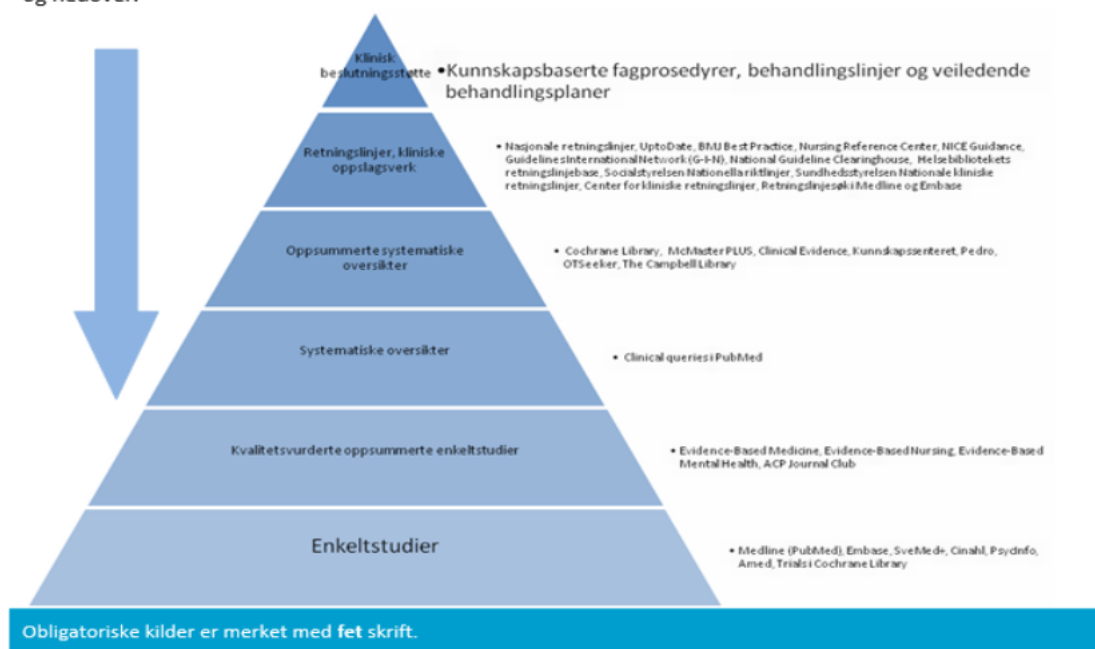 Klinisk
beslutningsstøtte
•Kunnskapsbaserte fagprosedyrer, behandlingslinjer og veiledende
behandlingsplaner
Retningslinjer, kliniske
oppslagsverk
• Nasjonale retningslinjer, UptoDate, BMJ Best Practice, Nursing Reference Center, NICE Guidance,
Guidelines International Network (G-I-N), National Guideline Clearinghouse, Helsebibliotekets
retningslinjebase, Socialstyrelsen Nationella riktlinjer, Sundhedsstyrelsen Nationale kliniske
retningslinjer, Center for kliniske retningslinjer, Retningslinjesøk i Medline og Embase
Oppsummerte systematiske
oversikter
• Cochrane Library, McMaster PLUS, Clinical Evidence, Kunnskapssenteret, Pedro,
OTSeeker, The Campbell Library
Systematiske oversikter
• Clinical queries i PubMed
Kvalitetsvurderte oppsummerte enkeltstudier
• Evidence-Based Medicine, Evidence-Based Nursing, Evidence-Based
Mental Health, ACP Journal Club
Enkeltstudier
• Medline (PubMed), Embase, SveMed+, Cinahl, PsycInfo,
Amed, Trials i Cochrane Library
Obligatoriske kilder er merket med fet skrift.